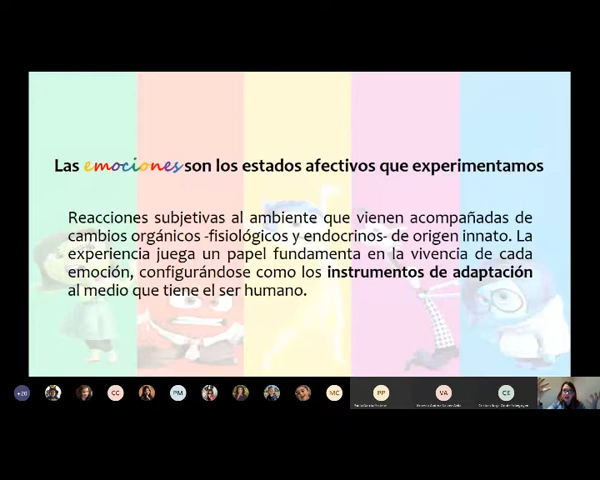 Las emociones son los estados afectivos que experimentamos
Reacciones subjetivas al ambiente que vienen acompañadas de
cambios orgánicos -fisiológicos y endocrinos- de origen innato. La
experiencia juega un papel fundamenta en la vivencia de cada
emoción, configurándose como los instrumentos de adaptación
al medio que tiene el ser humano.
+20
CC
PM
MC
PP
VA
CE